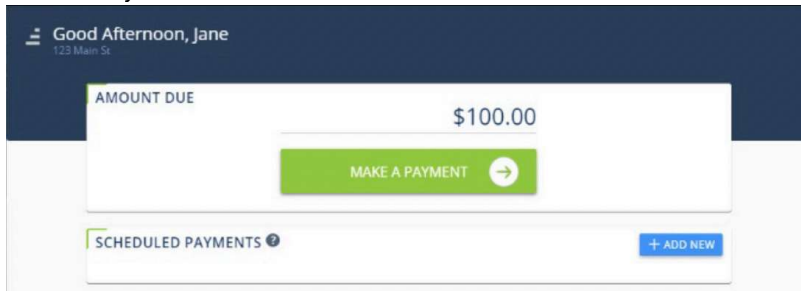 Good Afternoon, Jane
123 Main St
AMOUNT DUE
$100.00
MAKE A PAYMENT
SCHEDULED PAYMENTS ?
+ ADD NEW